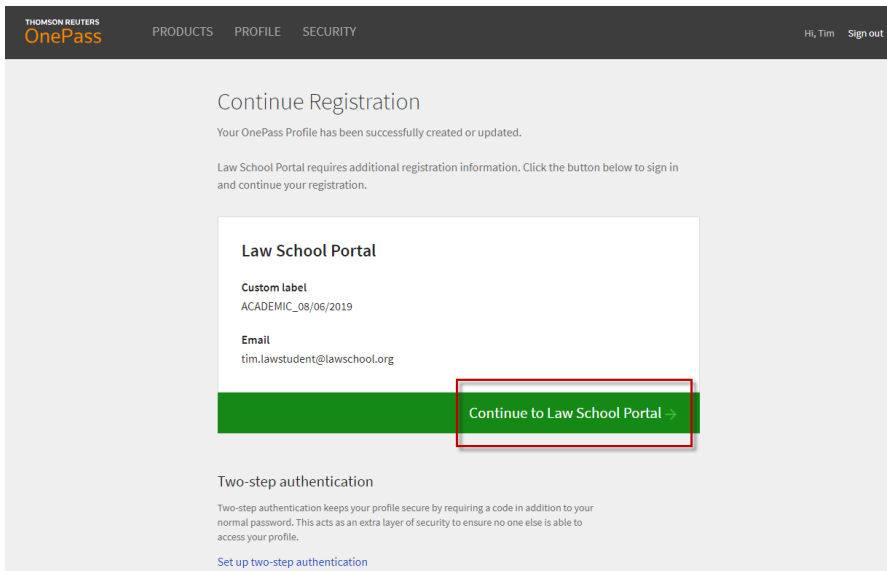 THOMSON REUTERS
OnePass
PRODUCTS PROFILE SECURITY
Hi, Tim Sign out
Continue Registration
Your OnePass Profile has been successfully created or updated.
Law School Portal requires additional registration information. Click the button below to sign in
and continue your registration.
Law School Portal
Custom label
ACADEMIC_08/06/2019
Email
tim.lawstudent@lawschool.org
Continue to Law School Portal →
Two-step authentication
Two-step authentication keeps your profile secure by requiring a code in addition to your
normal password. This acts as an extra layer of security to ensure no one else is able to
access your profile.
Set up two-step authentication